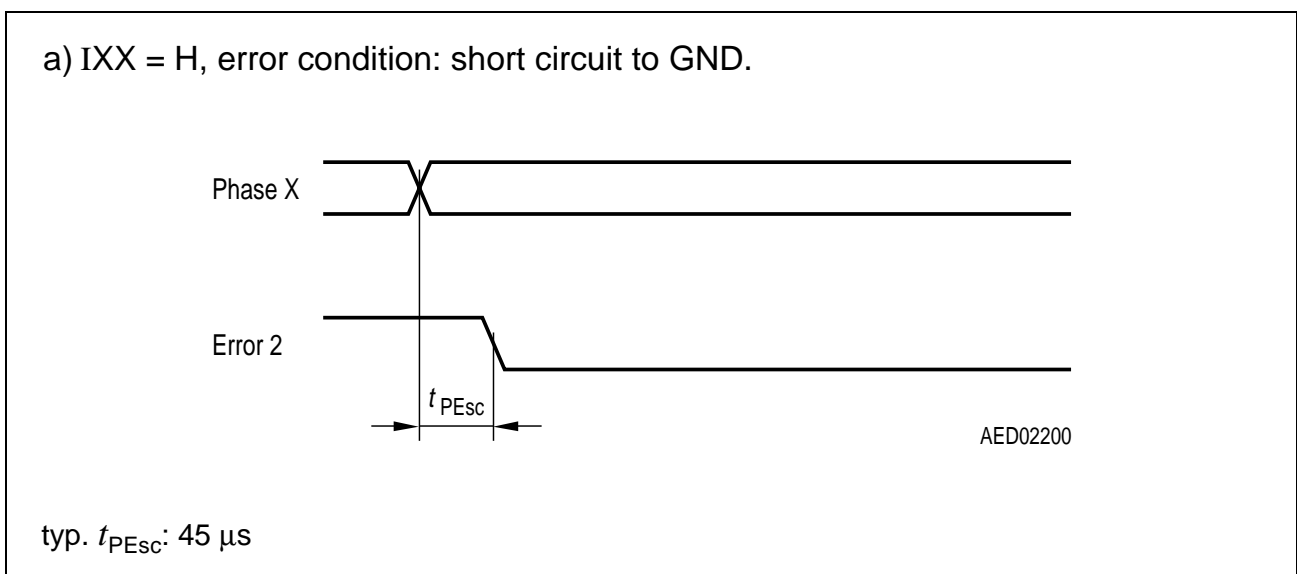 a) IXX = H, error condition: short circuit to GND.
Phase X
Error 2
t PEsc
AED02200
typ. tPEsc: 45 μs